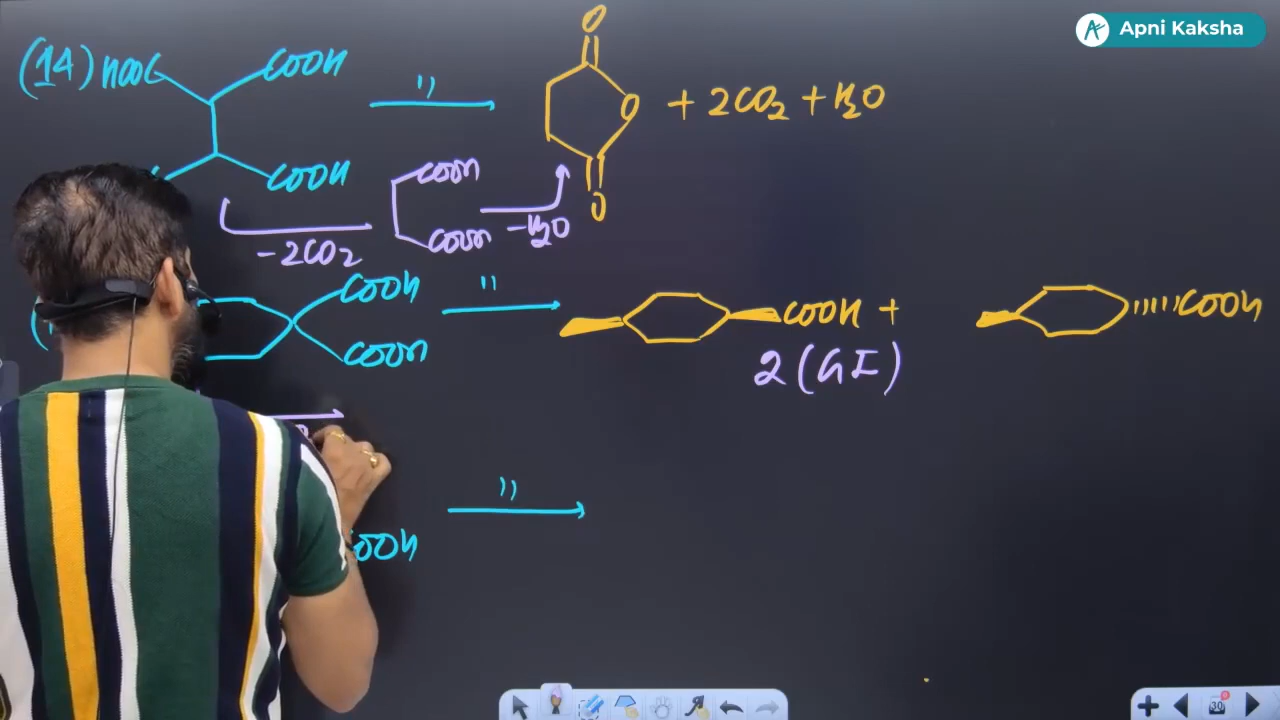 Apni Kaksha
(14) HOOC COOH " O O O + 2CO2 + H2O
COOH COOH COOH
-2CO2 -H2O
COOH COOH " COOH + COOH
2 (GI)
"
COOH
30